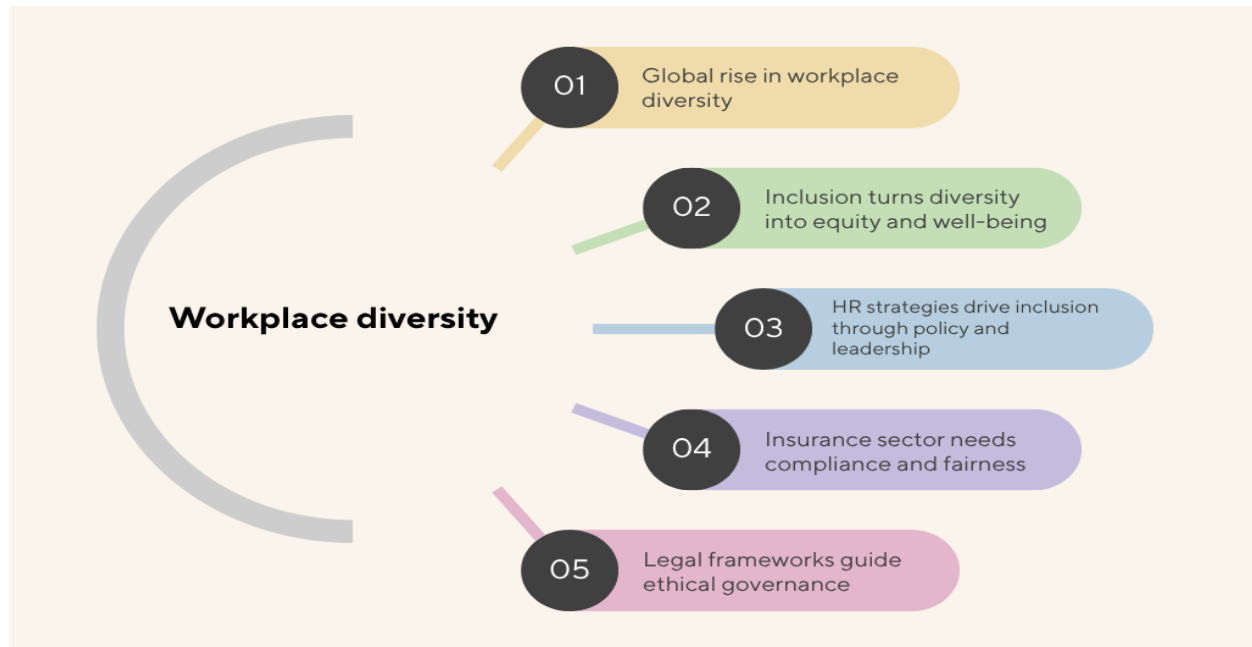 01
Global rise in workplace
diversity
02
Inclusion turns diversity
into equity and well-being
Workplace diversity
03
HR strategies drive inclusion
through policy and
leadership
04
Insurance sector needs
compliance and fairness
05
Legal frameworks guide
ethical governance